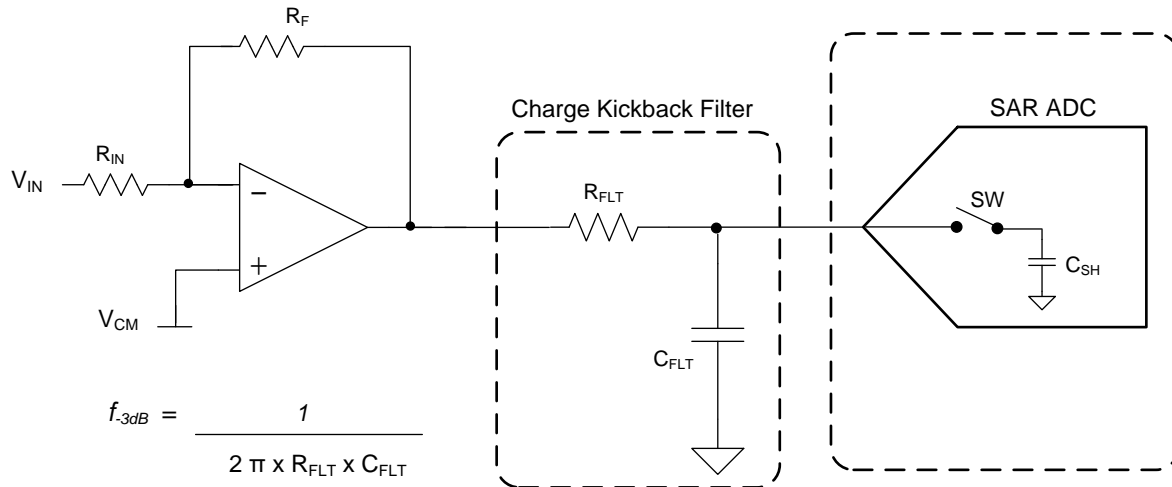 R_F
Charge Kickback Filter
SAR ADC
R_IN
V_IN
R_FLT
SW
−
+
C_SH
V_CM
C_FLT
f_-3dB = 1
2 π x R_FLT x C_FLT